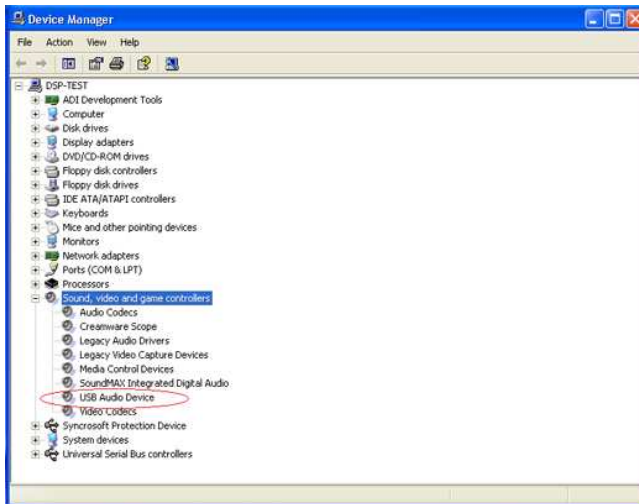 Device Manager
File Action View Help
DSP-TEST
ADI Development Tools
Computer
Disk drives
Display adapters
DVD/CD-ROM drives
Floppy disk controllers
Floppy disk drives
IDE ATA/ATAPI controllers
Keyboards
Mice and other pointing devices
Monitors
Network adapters
Ports (COM & LPT)
Processors
Sound, video and game controllers
Audio Codecs
Creamware Scope
Legacy Audio Drivers
Legacy Video Capture Devices
Media Control Devices
SoundMAX Integrated Digital Audio
USB Audio Device
Video Codecs
Syncrosoft Protection Device
System devices
Universal Serial Bus controllers